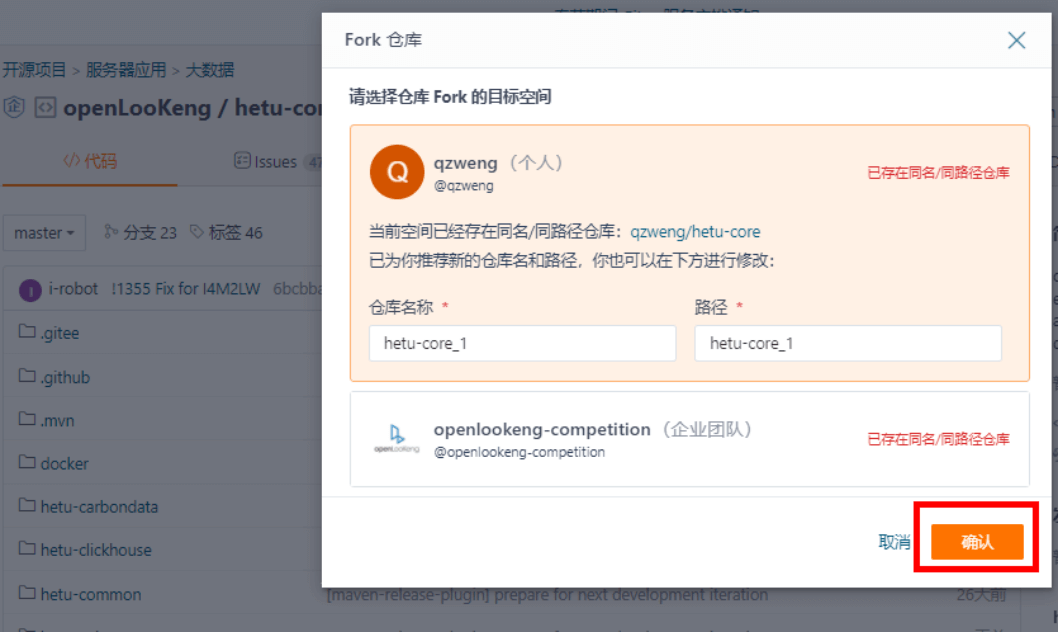 Fork 仓库
请选择仓库 Fork 的目标空间
Q
qzweng（个人）
@qzweng
已存在同名/同路径仓库
当前空间已经存在同名/同路径仓库：qzweng/hetu-core
已为你推荐新的仓库名和路径，你也可以在下方进行修改：
仓库名称 *
路径 *
hetu-core_1
hetu-core_1
openLooKeng
openlookeng-competition（企业团队）
@openlookeng-competition
已存在同名/同路径仓库
取消
确认
开源项目 > 服务器应用 > 大数据
企 openLooKeng / hetu-cor
代码
Issues 47
master
分支 23
标签 46
I i-robot !1355 Fix for I4M2LW 6bcbba
.gitee
.github
.mvn
docker
hetu-carbondata
hetu-clickhouse
hetu-common
[maven-release-plugin] prepare for next development iteration
26天前